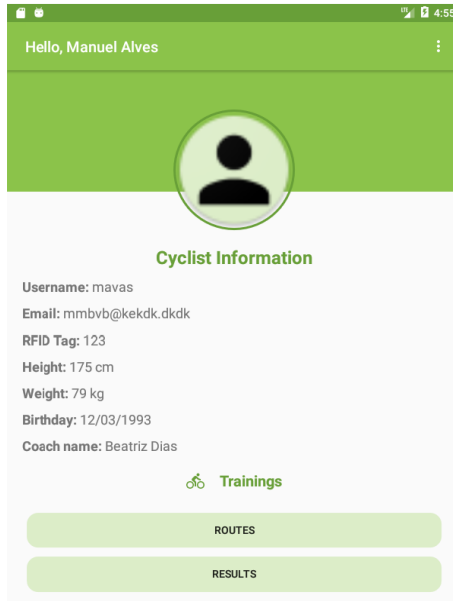 4:55
Hello, Manuel Alves
Cyclist Information
Username: mavas
Email: mmbvb@kekdk.dkdk
RFID Tag: 123
Height: 175 cm
Weight: 79 kg
Birthday: 12/03/1993
Coach name: Beatriz Dias
Trainings
ROUTES
RESULTS